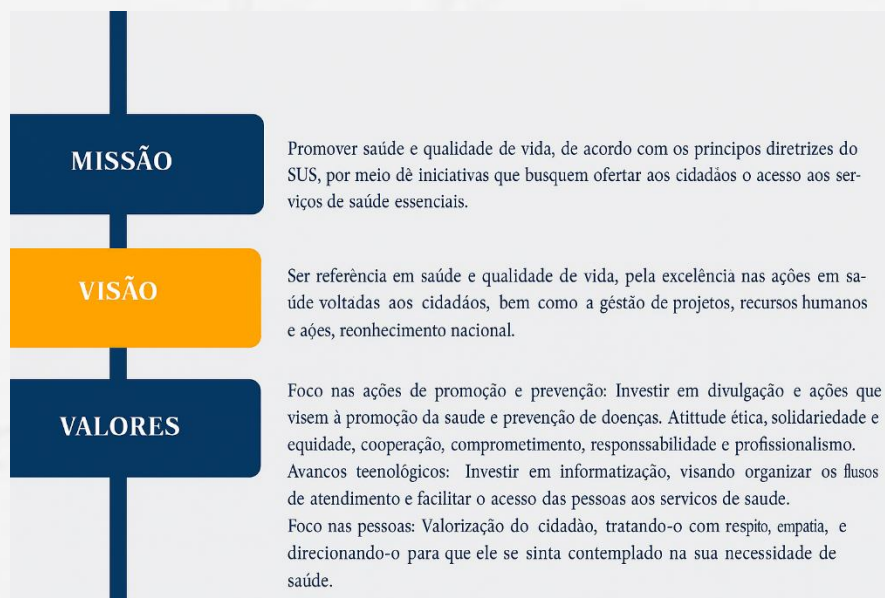 MISSÃO
Promover saúde e qualidade de vida, de acordo com os principos diretrizes do
SUS, por meio dè iniciativas que busquem ofertar aos cidadãos o acesso aos ser-
viços de saúde essenciais.
VISÃO
Ser referência em saúde e qualidade de vida, pela excelência nas ações em sa-
úde voltadas aos cidadáos, bem como a géstão de projetos, recursos humanos
e aóes, reonhecimento nacional.
VALORES
Foco nas ações de promoção e prevenção: Investir em divulgação e ações que
visem à promoção da saude e prevenção de doenças. Atittude ética, solidariedade e
equidade, cooperação, comprometimento, responssabilidade e profissionalismo.
Avancos teenológicos: Investir em informatização, visando organizar os flusos
de atendimento e facilitar o acesso das pessoas aos servicos de saude.
Foco nas pessoas: Valorização do cidadào, tratando-o com respito, empatia, e
direcionando-o para que ele se sinta contemplado na sua necessidade de
saúde.